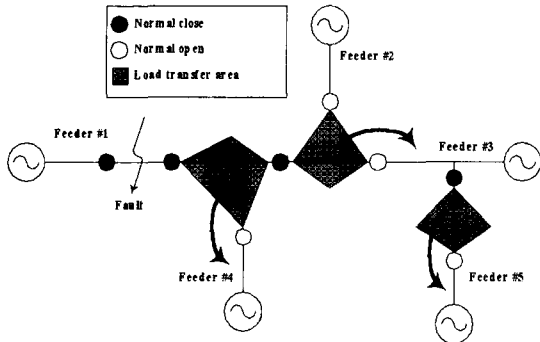 Normal close
Normal open
Load transfer area
Feeder #2
Feeder #1
Feeder #3
Fault
Feeder #4
Feeder #5